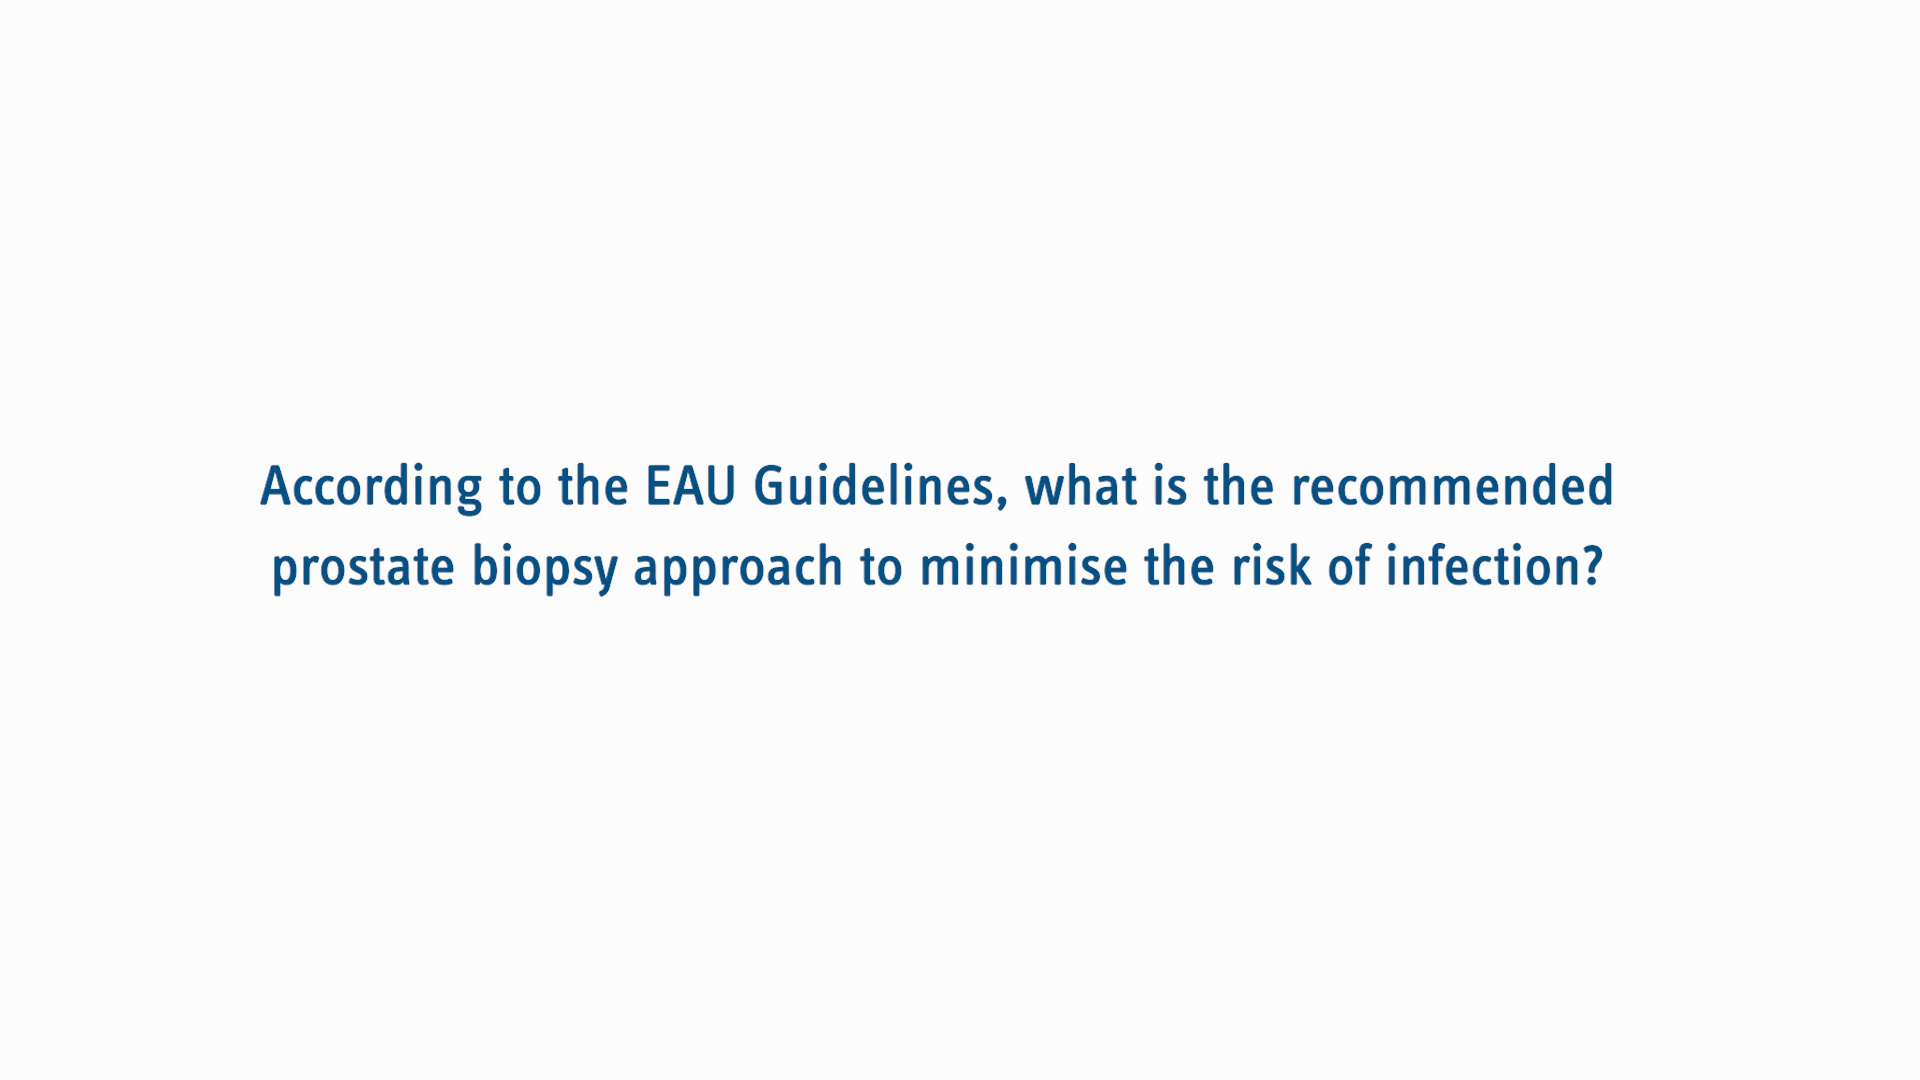 According to the EAU Guidelines, what is the recommended
prostate biopsy approach to minimise the risk of infection?